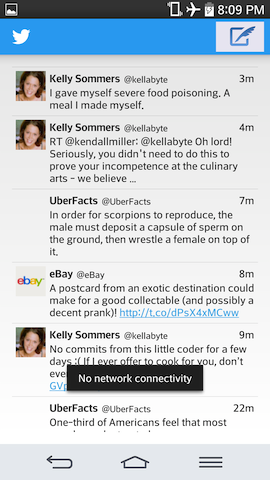 8:09 PM
Kelly Sommers @kellabyte 3m
I gave myself severe food poisoning. A
meal I made myself.
Kelly Sommers @kellabyte 4m
RT @kendallmiller: @kellabyte Oh lord!
Seriously, you didn't need to do this to
prove your incompetence at the culinary
arts - we believe ...
UberFacts @UberFacts 7m
In order for scorpions to reproduce, the
male must deposit a capsule of sperm on
the ground, then wrestle a female on top of
it.
ebay
eBay @eBay 8m
A postcard from an exotic destination could
make for a good collectable (and possibly a
decent prank)! http://t.co/dPsX4xMCww
Kelly Sommers @kellabyte 9m
No commits from this little coder for a few
days :( If I ever offer to cook for you, don't
No network connectivity
UberFacts @UberFacts 22m
One-third of Americans feel that most